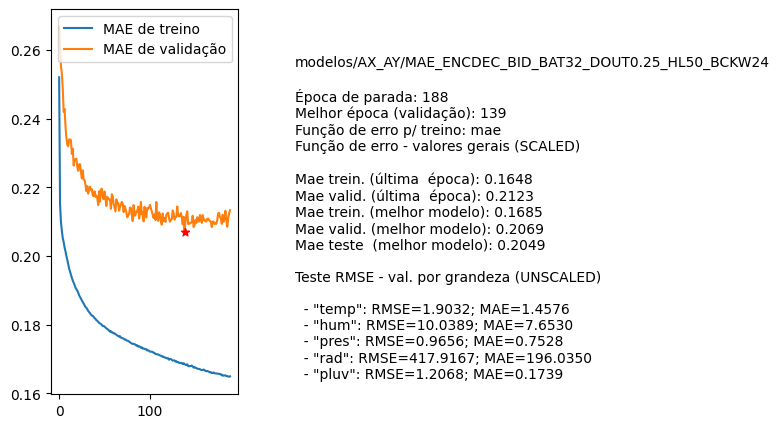 MAE de treino
MAE de validação
0.26
0.24
0.22
0.20
0.18
0.16
0
100
modelos/AX_AY/MAE_ENCDEC_BID_BAT32_DOUT0.25_HL50_BCKW24
Época de parada: 188
Melhor época (validação): 139
Função de erro p/ treino: mae
Função de erro - valores gerais (SCALED)
Mae trein. (última  época): 0.1648
Mae valid. (última  época): 0.2123
Mae trein. (melhor modelo): 0.1685
Mae valid. (melhor modelo): 0.2069
Mae teste  (melhor modelo): 0.2049
Teste RMSE - val. por grandeza (UNSCALED)
- "temp": RMSE=1.9032; MAE=1.4576
- "hum": RMSE=10.0389; MAE=7.6530
- "pres": RMSE=0.9656; MAE=0.7528
- "rad": RMSE=417.9167; MAE=196.0350
- "pluv": RMSE=1.2068; MAE=0.1739